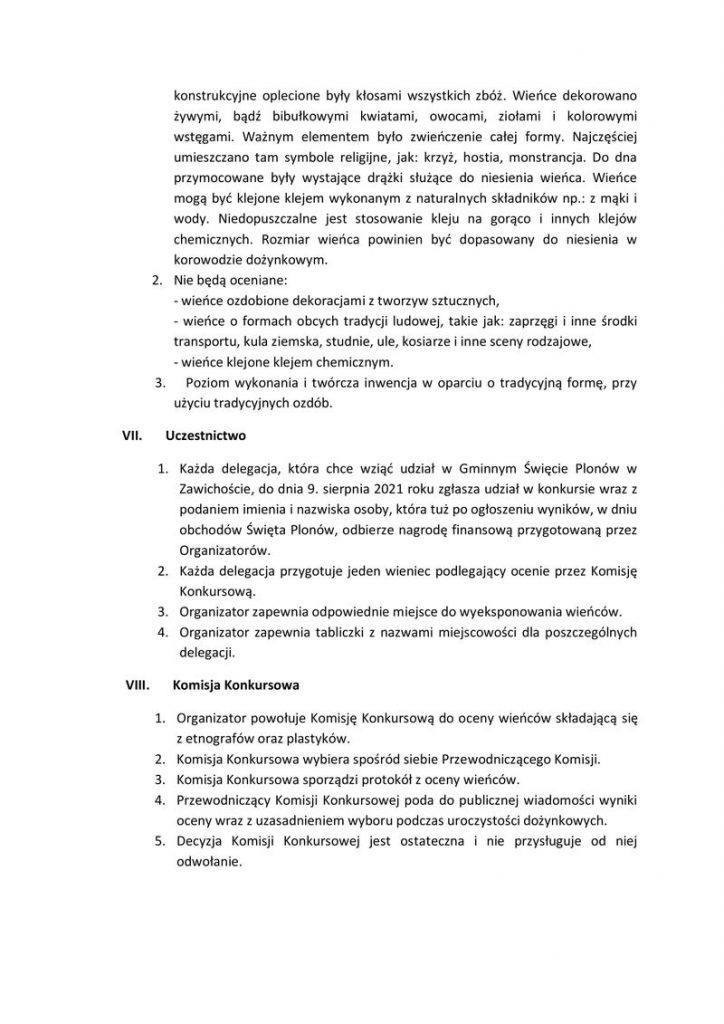 konstrukcyjne oplecione były kłosami wszystkich zbóż. Wieńce dekorowano
żywymi, bądź bibułkowymi kwiatami, owocami, ziołami i kolorowymi
wstęgami. Ważnym elementem było zwieńczenie całej formy. Najczęściej
umieszczano tam symbole religijne, jak: krzyż, hostia, monstrancja. Do dna
przymocowane były wystające drążki służące do niesienia wieńca. Wieńce
mogą być klejone klejem wykonanym z naturalnych składników np.: z mąki i
wody. Niedopuszczalne jest stosowanie kleju na gorąco i innych klejów
chemicznych. Rozmiar wieńca powinien być dopasowany do niesienia w
korowodzie dożynkowym.
2. Nie będą oceniane:
- wieńce ozdobione dekoracjami z tworzyw sztucznych,
- wieńce o formach obcych tradycji ludowej, takie jak: zaprzęgi i inne środki
transportu, kula ziemska, studnie, ule, kosiarze i inne sceny rodzajowe,
- wieńce klejone klejem chemicznym.
3. Poziom wykonania i twórcza inwencja w oparciu o tradycyjną formę, przy
użyciu tradycyjnych ozdób.
VII. Uczestnictwo
1. Każda delegacja, która chce wziąć udział w Gminnym Święcie Plonów w
Zawichoście, do dnia 9. sierpnia 2021 roku zgłasza udział w konkursie wraz z
podaniem imienia i nazwiska osoby, która tuż po ogłoszeniu wyników, w dniu
obchodów Święta Plonów, odbierze nagrodę finansową przygotowaną przez
Organizatorów.
2. Każda delegacja przygotuje jeden wieniec podlegający ocenie przez Komisję
Konkursową.
3. Organizator zapewnia odpowiednie miejsce do wyeksponowania wieńców.
4. Organizator zapewnia tabliczki z nazwami miejscowości dla poszczególnych
delegacji.
VIII. Komisja Konkursowa
1. Organizator powołuje Komisję Konkursową do oceny wieńców składającą się
z etnografów oraz plastyków.
2. Komisja Konkursowa wybiera spośród siebie Przewodniczącego Komisji.
3. Komisja Konkursowa sporządzi protokół z oceny wieńców.
4. Przewodniczący Komisji Konkursowej poda do publicznej wiadomości wyniki
oceny wraz z uzasadnieniem wyboru podczas uroczystości dożynkowych.
5. Decyzja Komisji Konkursowej jest ostateczna i nie przysługuje od niej
odwołanie.